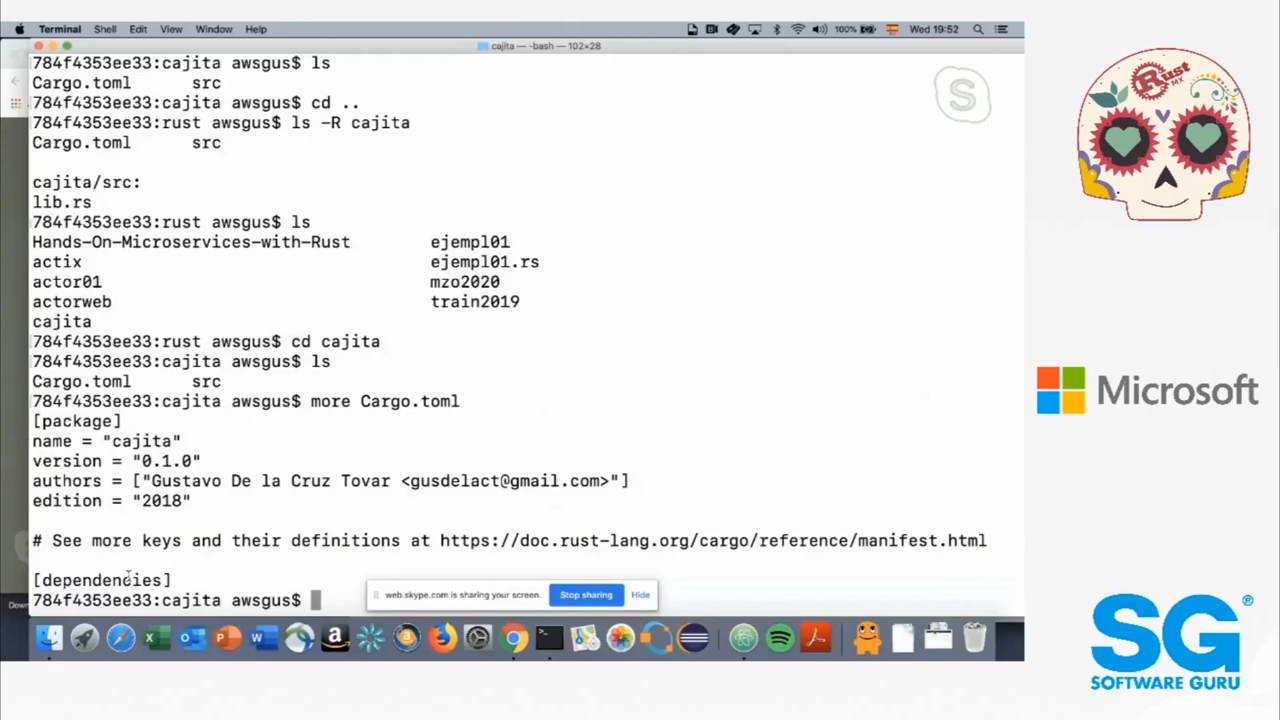 Terminal Shell Edit View Window Help 100% Wed 19:52
cajita — -bash — 102×28
784f4353ee33:cajita awsgus$ ls
Cargo.toml src
784f4353ee33:cajita awsgus$ cd ..
784f4353ee33:rust awsgus$ ls -R cajita
Cargo.toml src
cajita/src:
lib.rs
784f4353ee33:rust awsgus$ ls
Hands-On-Microservices-with-Rust ejempl01
actix ejempl01.rs
actor01 mzo2020
actorweb train2019
cajita
784f4353ee33:rust awsgus$ cd cajita
784f4353ee33:cajita awsgus$ ls
Cargo.toml src
784f4353ee33:cajita awsgus$ more Cargo.toml
[package]
name = "cajita"
version = "0.1.0"
authors = ["Gustavo De la Cruz Tovar <gusdelact@gmail.com>"]
edition = "2018"
# See more keys and their definitions at https://doc.rust-lang.org/cargo/reference/manifest.html
[dependencies]
784f4353ee33:cajita awsgus$
web.skype.com is sharing your screen. Stop sharing Hide
S
Rust
MX
Microsoft
SG®
SOFTWARE GURU